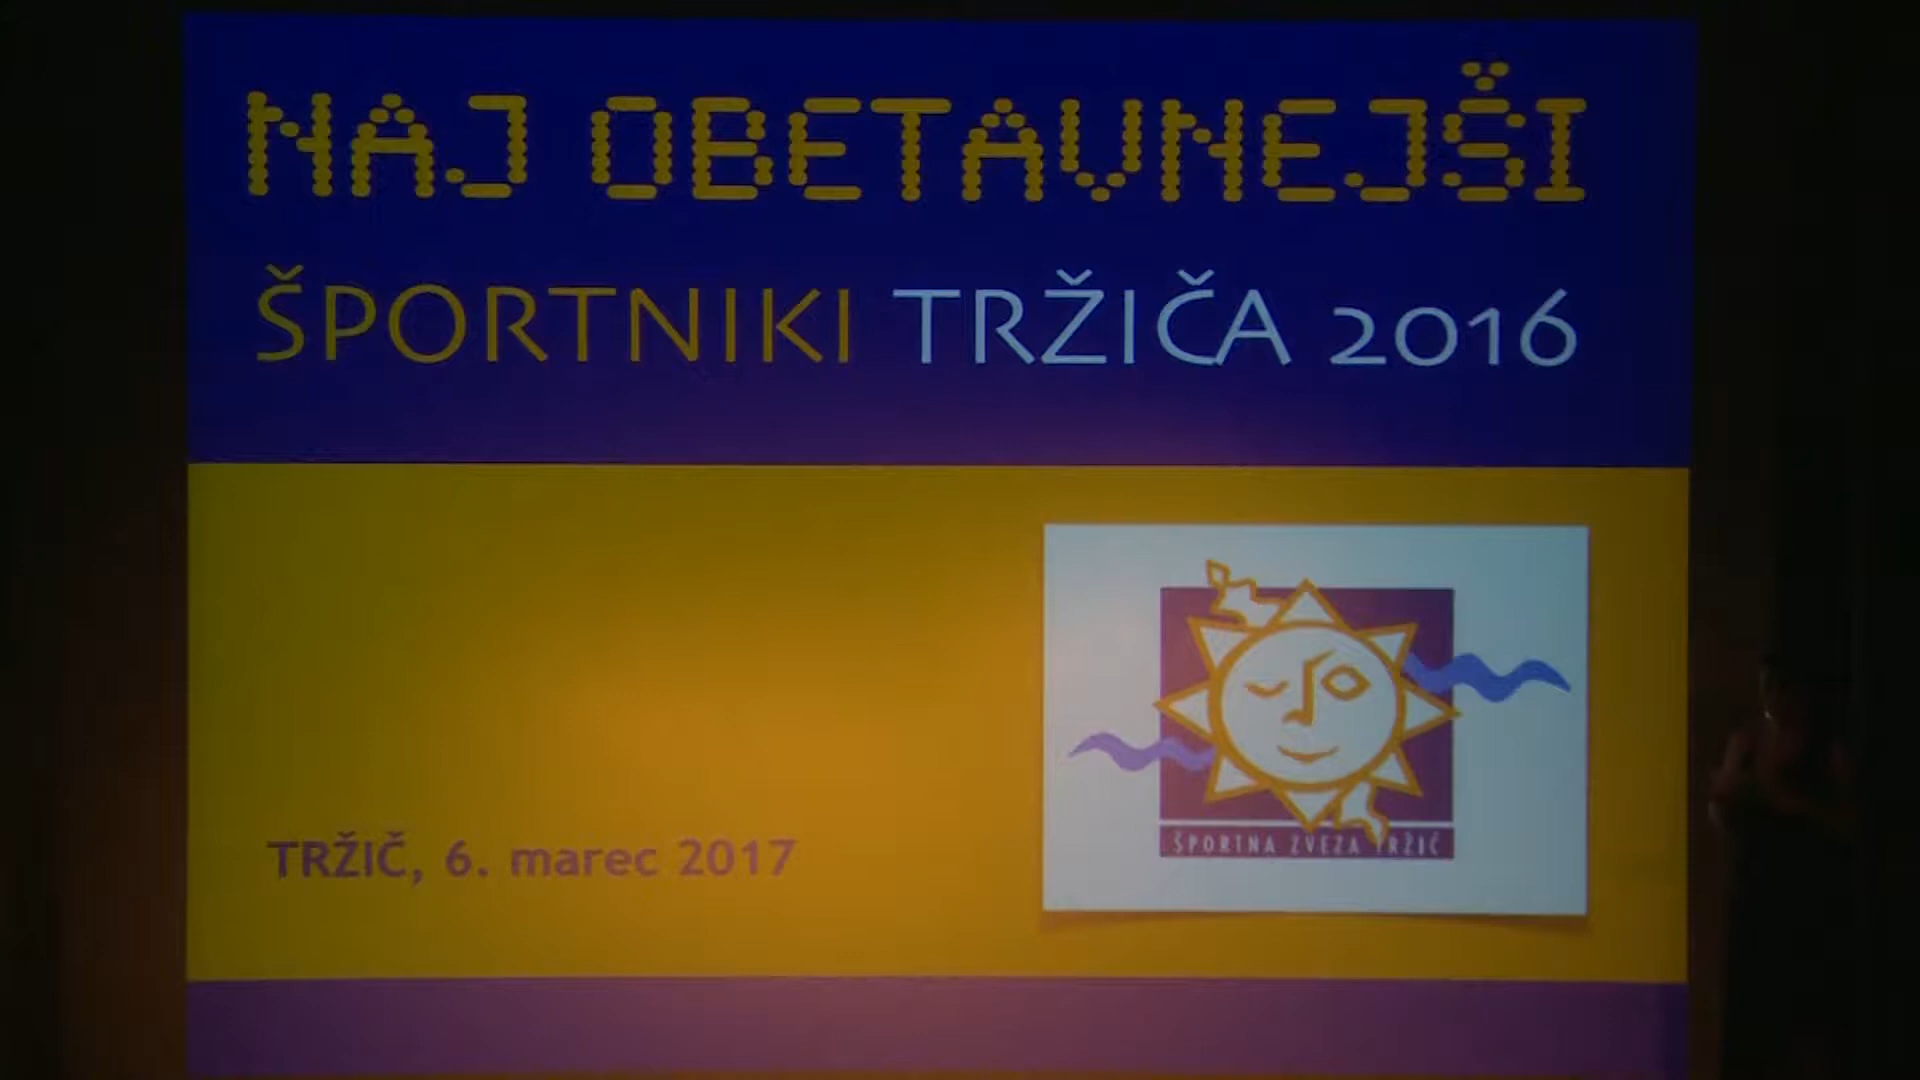 NAJ OBETAVNEJŠI
ŠPORTNIKI TRŽIČA 2016
TRŽIČ, 6. marec 2017
ŠPORTNA ZVEZA TRŽIČ